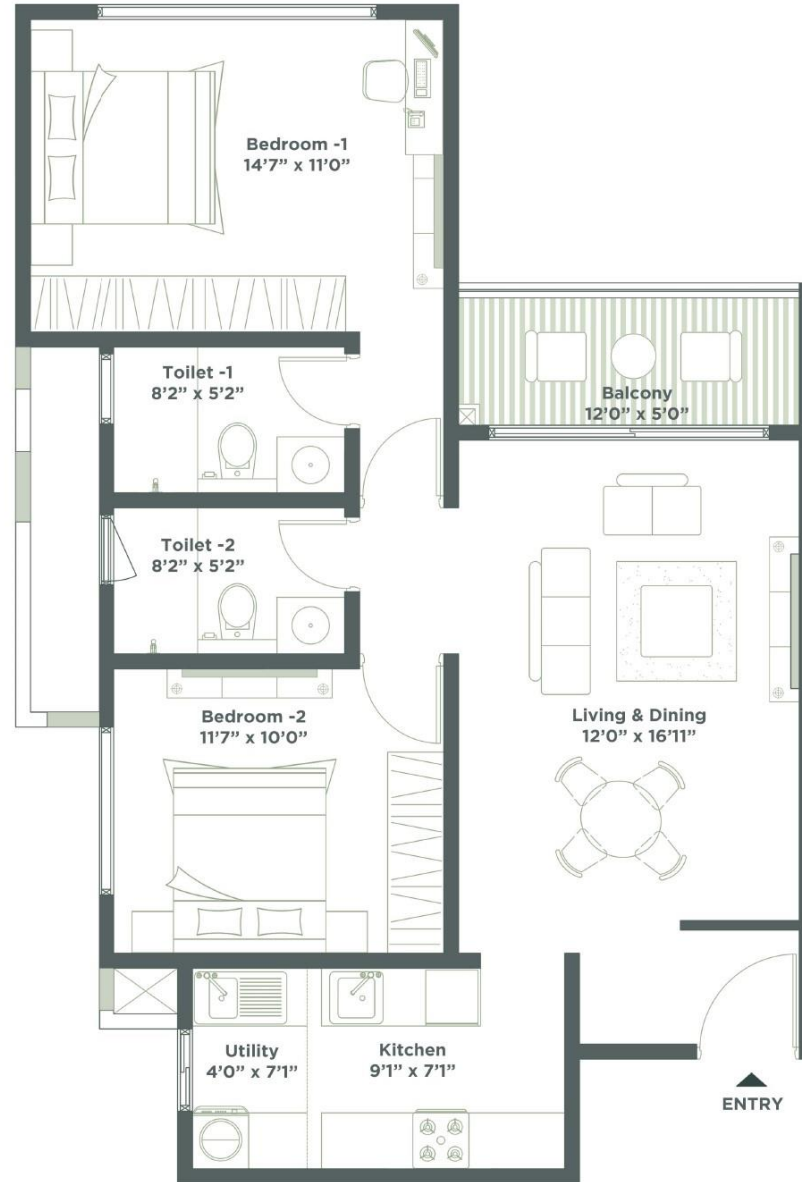 Bedroom -1
14'7” x 11'0”
Toilet -1
8'2” x 5'2”
Balcony
12'0” x 5'0”
Toilet -2
8'2” x 5'2”
Bedroom -2
11'7” x 10'0”
Living & Dining
12'0” x 16'11”
Utility
4'0” x 7'1”
Kitchen
9'1” x 7'1”
ENTRY